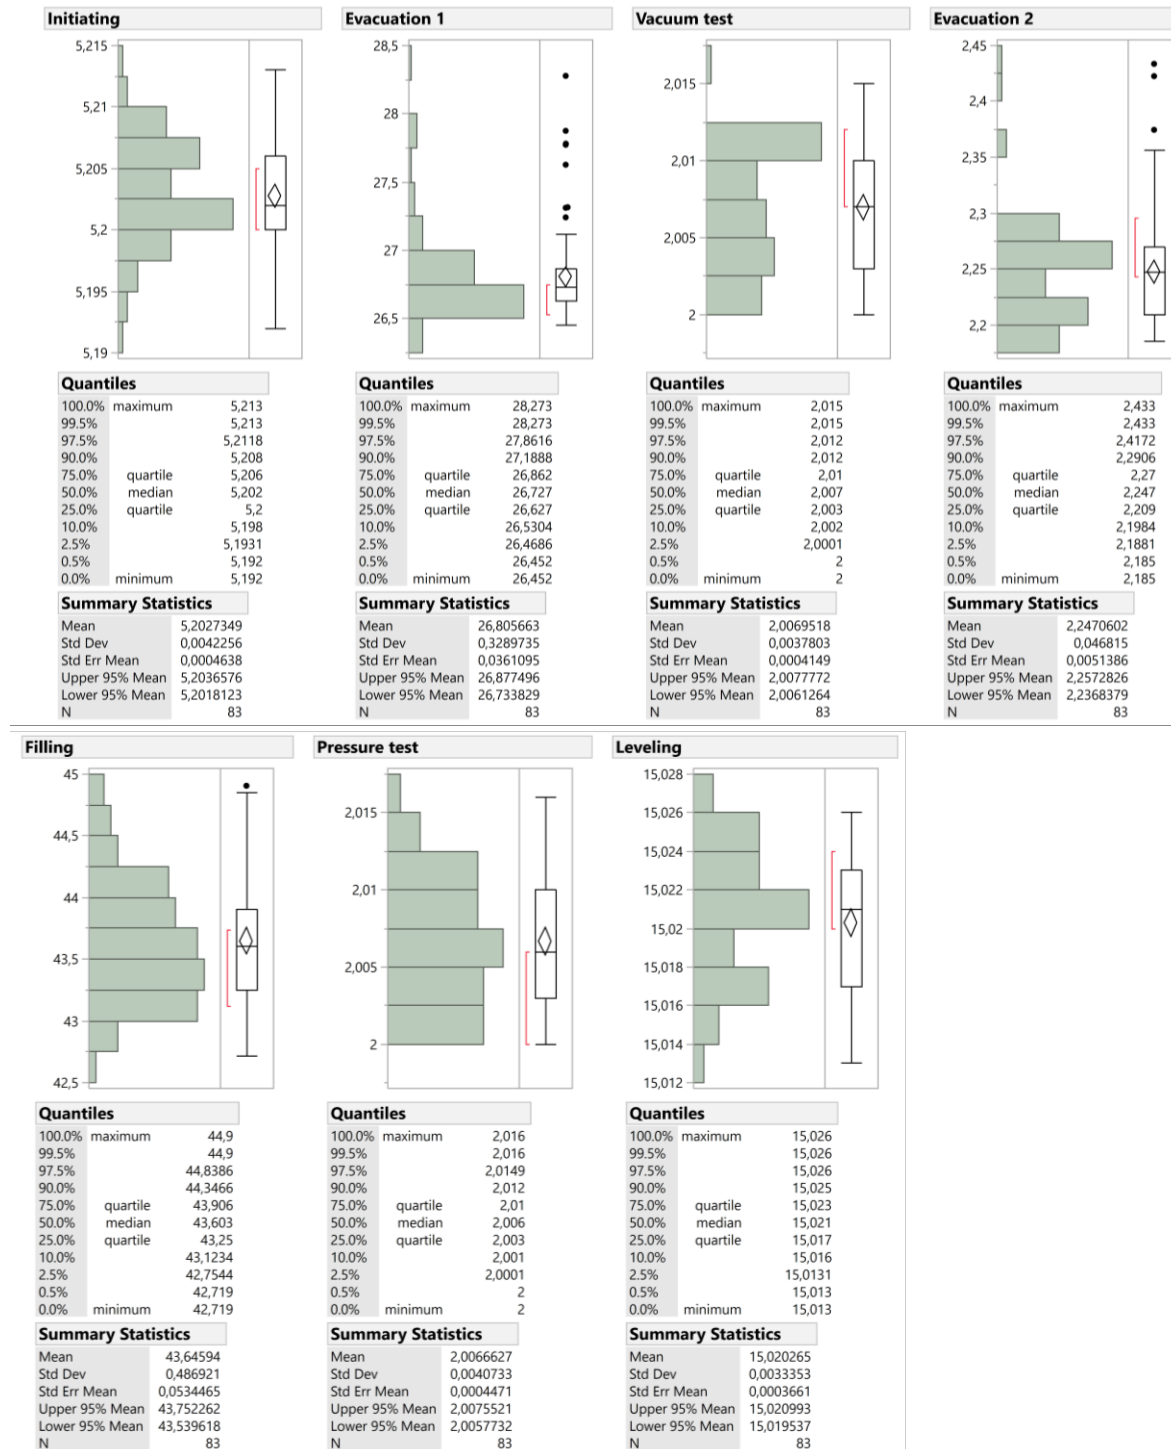 Initiating
5,215
5,21
5,205
5,2
5,195
5,19
Quantiles
100.0% maximum 5,213
99.5% 5,213
97.5% 5,2118
90.0% 5,208
75.0% quartile 5,206
50.0% median 5,202
25.0% quartile 5,2
10.0% 5,198
2.5% 5,1931
0.5% 5,192
0.0% minimum 5,192
Summary Statistics
Mean 5,2027349
Std Dev 0,0042256
Std Err Mean 0,0004638
Upper 95% Mean 5,2036576
Lower 95% Mean 5,2018123
N 83
Evacuation 1
28,5
28
27,5
27
26,5
Quantiles
100.0% maximum 28,273
99.5% 28,273
97.5% 27,8616
90.0% 27,1888
75.0% quartile 26,862
50.0% median 26,727
25.0% quartile 26,627
10.0% 26,5304
2.5% 26,4686
0.5% 26,452
0.0% minimum 26,452
Summary Statistics
Mean 26,805663
Std Dev 0,3289735
Std Err Mean 0,0361095
Upper 95% Mean 26,877496
Lower 95% Mean 26,733829
N 83
Vacuum test
2,015
2,01
2,005
2
Quantiles
100.0% maximum 2,015
99.5% 2,015
97.5% 2,012
90.0% 2,012
75.0% quartile 2,01
50.0% median 2,007
25.0% quartile 2,003
10.0% 2,002
2.5% 2,0001
0.5% 2
0.0% minimum 2
Summary Statistics
Mean 2,0069518
Std Dev 0,0037803
Std Err Mean 0,0004149
Upper 95% Mean 2,0077772
Lower 95% Mean 2,0061264
N 83
Evacuation 2
2,45
2,4
2,35
2,3
2,25
2,2
Quantiles
100.0% maximum 2,433
99.5% 2,433
97.5% 2,4172
90.0% 2,2906
75.0% quartile 2,27
50.0% median 2,247
25.0% quartile 2,209
10.0% 2,1984
2.5% 2,1881
0.5% 2,185
0.0% minimum 2,185
Summary Statistics
Mean 2,2470602
Std Dev 0,046815
Std Err Mean 0,0051386
Upper 95% Mean 2,2572826
Lower 95% Mean 2,2368379
N 83
Filling
45
44,5
44
43,5
43
42,5
Quantiles
100.0% maximum 44,9
99.5% 44,9
97.5% 44,8386
90.0% 44,3466
75.0% quartile 43,906
50.0% median 43,603
25.0% quartile 43,25
10.0% 43,1234
2.5% 42,7544
0.5% 42,719
0.0% minimum 42,719
Summary Statistics
Mean 43,64594
Std Dev 0,486921
Std Err Mean 0,0534465
Upper 95% Mean 43,752262
Lower 95% Mean 43,539618
N 83
Pressure test
2,015
2,01
2,005
2
Quantiles
100.0% maximum 2,016
99.5% 2,016
97.5% 2,0149
90.0% 2,012
75.0% quartile 2,01
50.0% median 2,006
25.0% quartile 2,003
10.0% 2,001
2.5% 2,0001
0.5% 2
0.0% minimum 2
Summary Statistics
Mean 2,0066627
Std Dev 0,0040733
Std Err Mean 0,0004471
Upper 95% Mean 2,0075521
Lower 95% Mean 2,0057732
N 83
Leveling
15,028
15,026
15,024
15,022
15,02
15,018
15,016
15,014
15,012
Quantiles
100.0% maximum 15,026
99.5% 15,026
97.5% 15,026
90.0% 15,025
75.0% quartile 15,023
50.0% median 15,021
25.0% quartile 15,017
10.0% 15,016
2.5% 15,0131
0.5% 15,013
0.0% minimum 15,013
Summary Statistics
Mean 15,020265
Std Dev 0,0033353
Std Err Mean 0,0003661
Upper 95% Mean 15,020993
Lower 95% Mean 15,019537
N 83